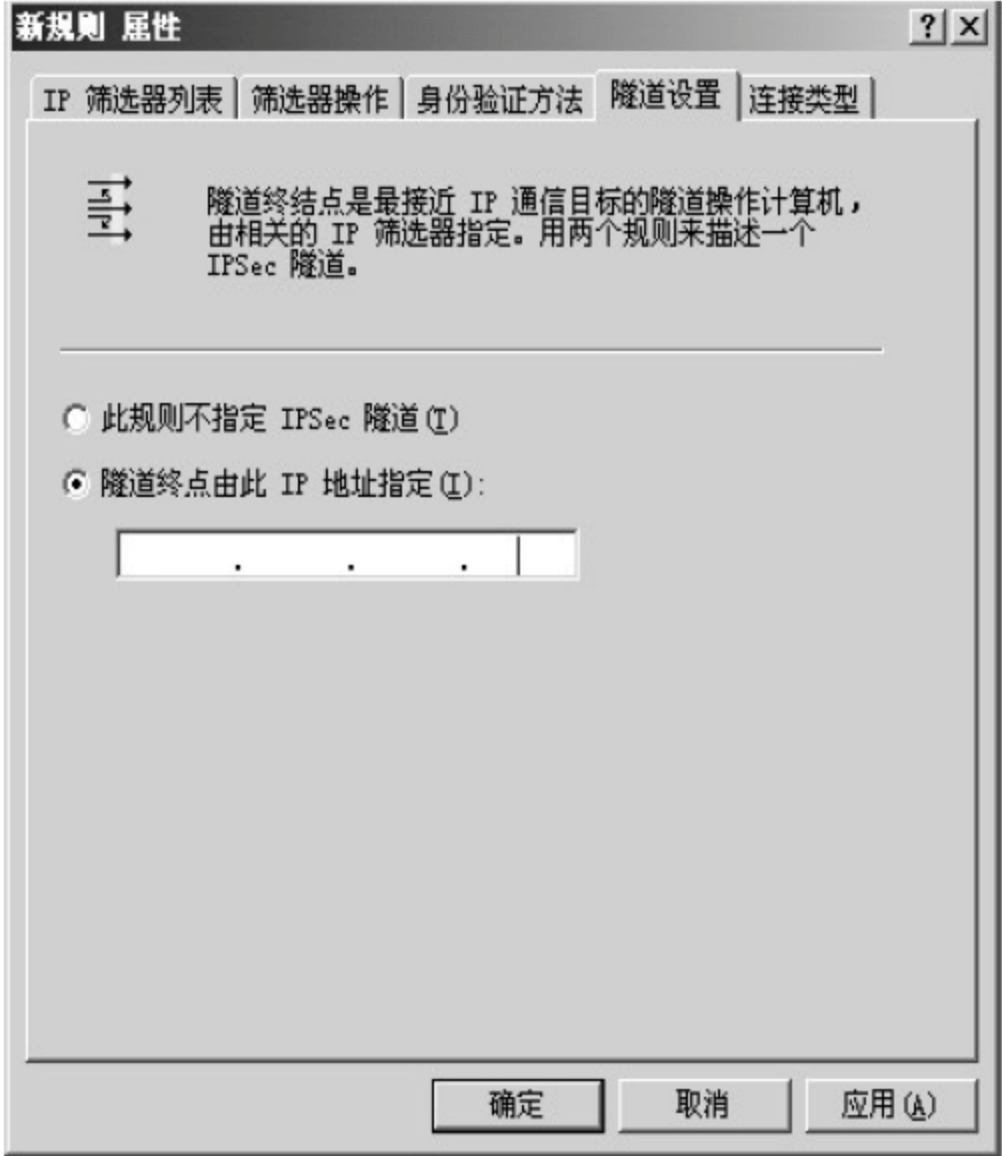 新规则 属性
IP 筛选器列表 筛选器操作 身份验证方法 隧道设置 连接类型
隧道终结点是最接近 IP 通信目标的隧道操作计算机，
由相关的 IP 筛选器指定。用两个规则来描述一个
IPSec 隧道。
此规则不指定 IPSec 隧道(T)
隧道终点由此 IP 地址指定(I):
. . .
确定 取消 应用(A)